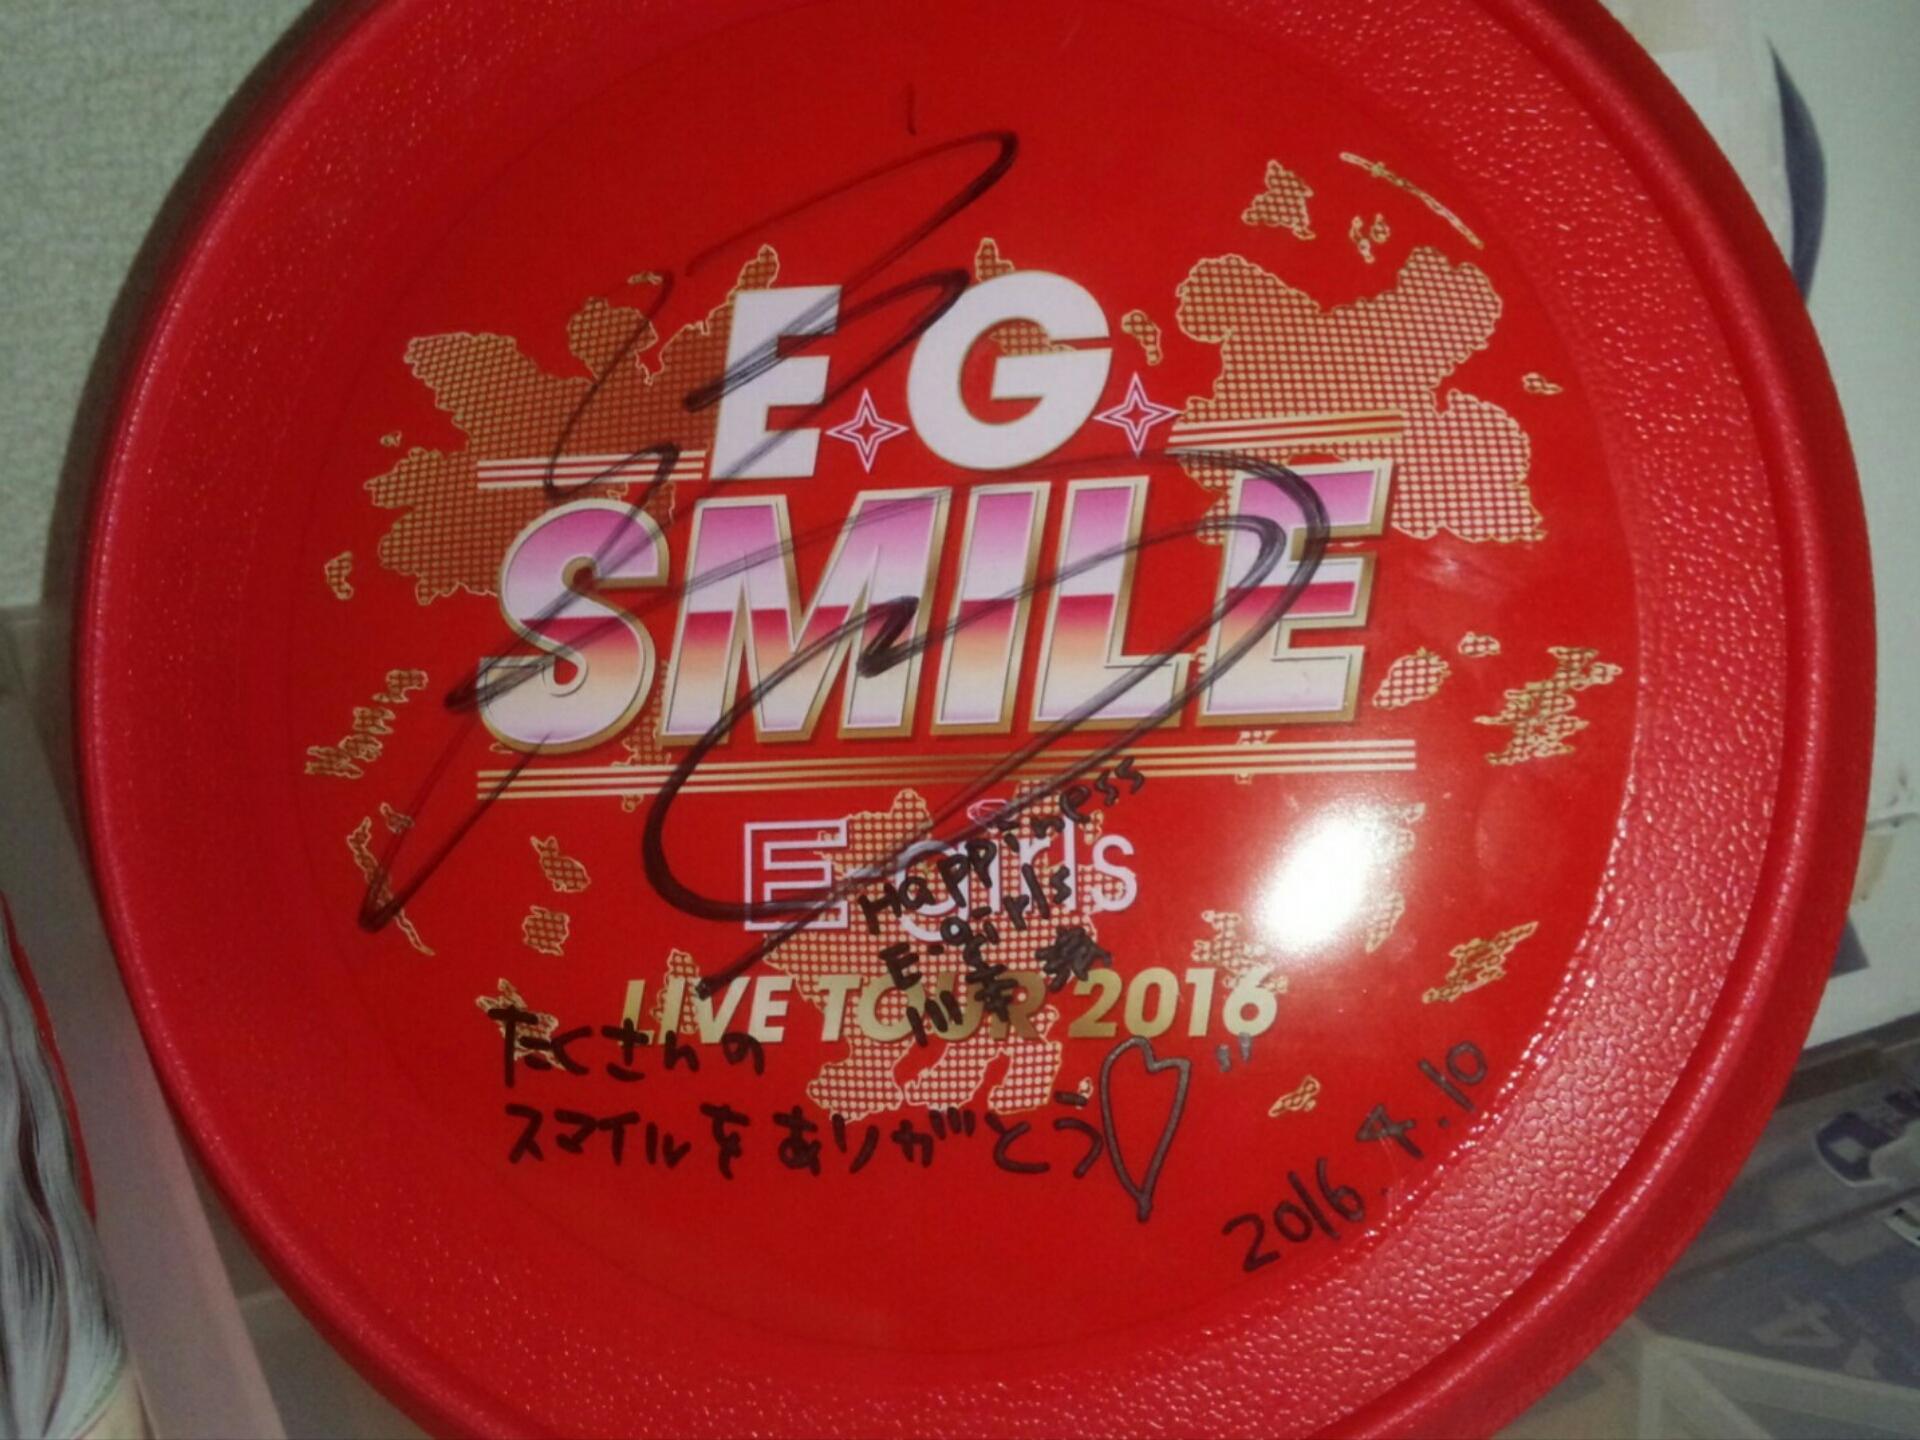 E.G.
SMILE
E-girls
LIVE TOUR 2016
Happiness
E-girls
川本 璃
たくさんの
スマイルをありがとう♡"
2016.4.10